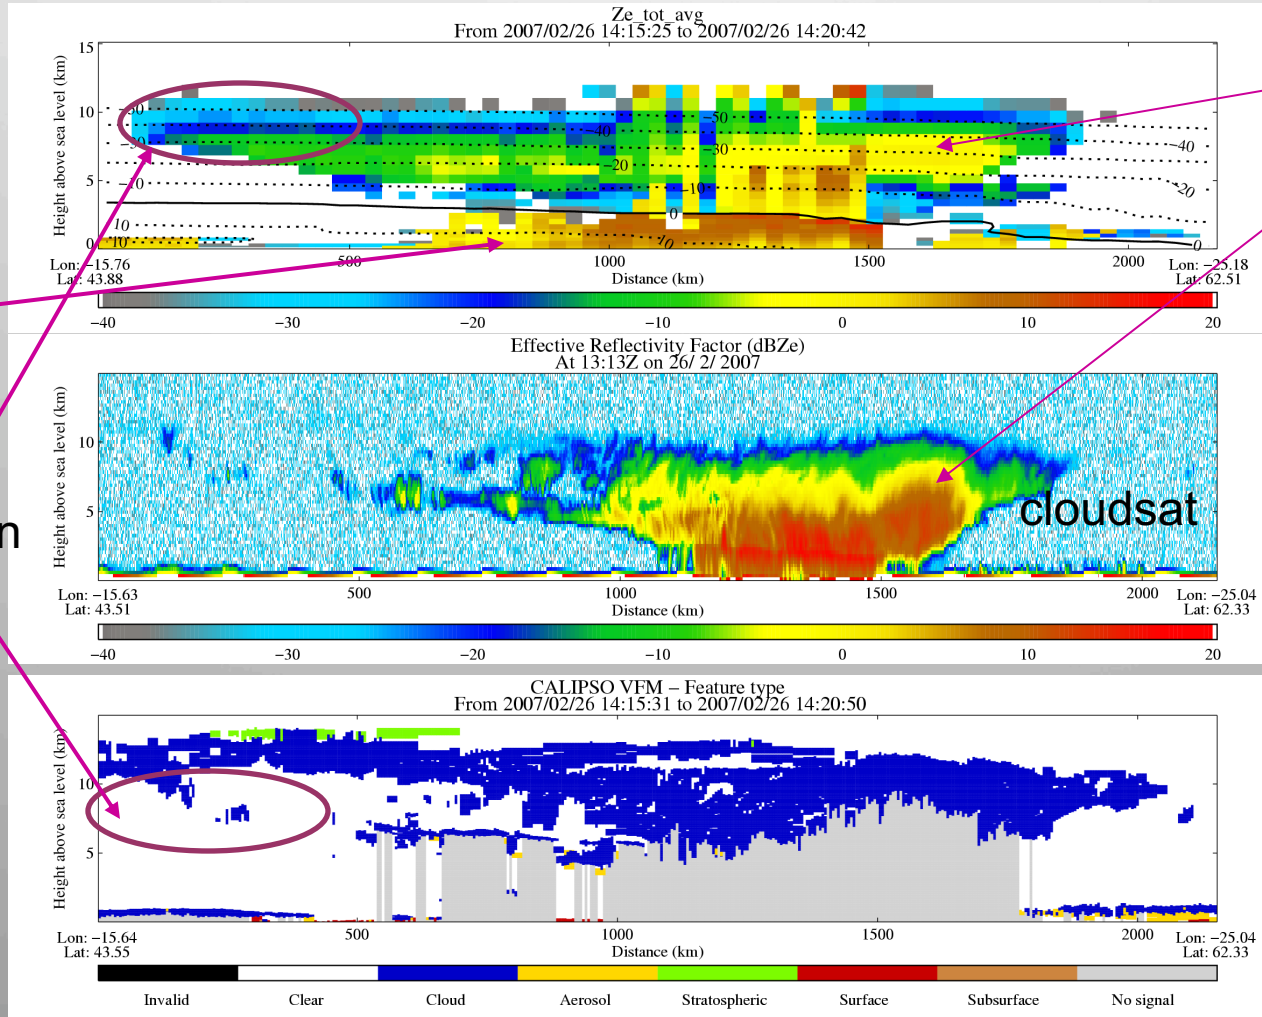 Ze_tot_avg
From 2007/02/26 14:15:25 to 2007/02/26 14:20:42
Height above sea level (km)
15
10
5
0
−50
−40
−30
−20
−10
0
−10
−40
−20
10
10
10
0
Lon: −15.76
Lat: 43.88
500
1000
1500
2000
Distance (km)
Lon: −25.18
Lat: 62.51
−40
−30
−20
−10
0
10
20
Effective Reflectivity Factor (dBZe)
At 13:13Z on 26/ 2/ 2007
Height above sea level (km)
10
5
n
cloudsat
Lon: −15.63
Lat: 43.51
500
1000
1500
2000
Distance (km)
Lon: −25.04
Lat: 62.33
−40
−30
−20
−10
0
10
20
CALIPSO VFM − Feature type
From 2007/02/26 14:15:31 to 2007/02/26 14:20:50
Height above sea level (km)
10
5
Lon: −15.64
Lat: 43.55
500
1000
1500
2000
Distance (km)
Lon: −25.04
Lat: 62.33
Invalid
Clear
Cloud
Aerosol
Stratospheric
Surface
Subsurface
No signal